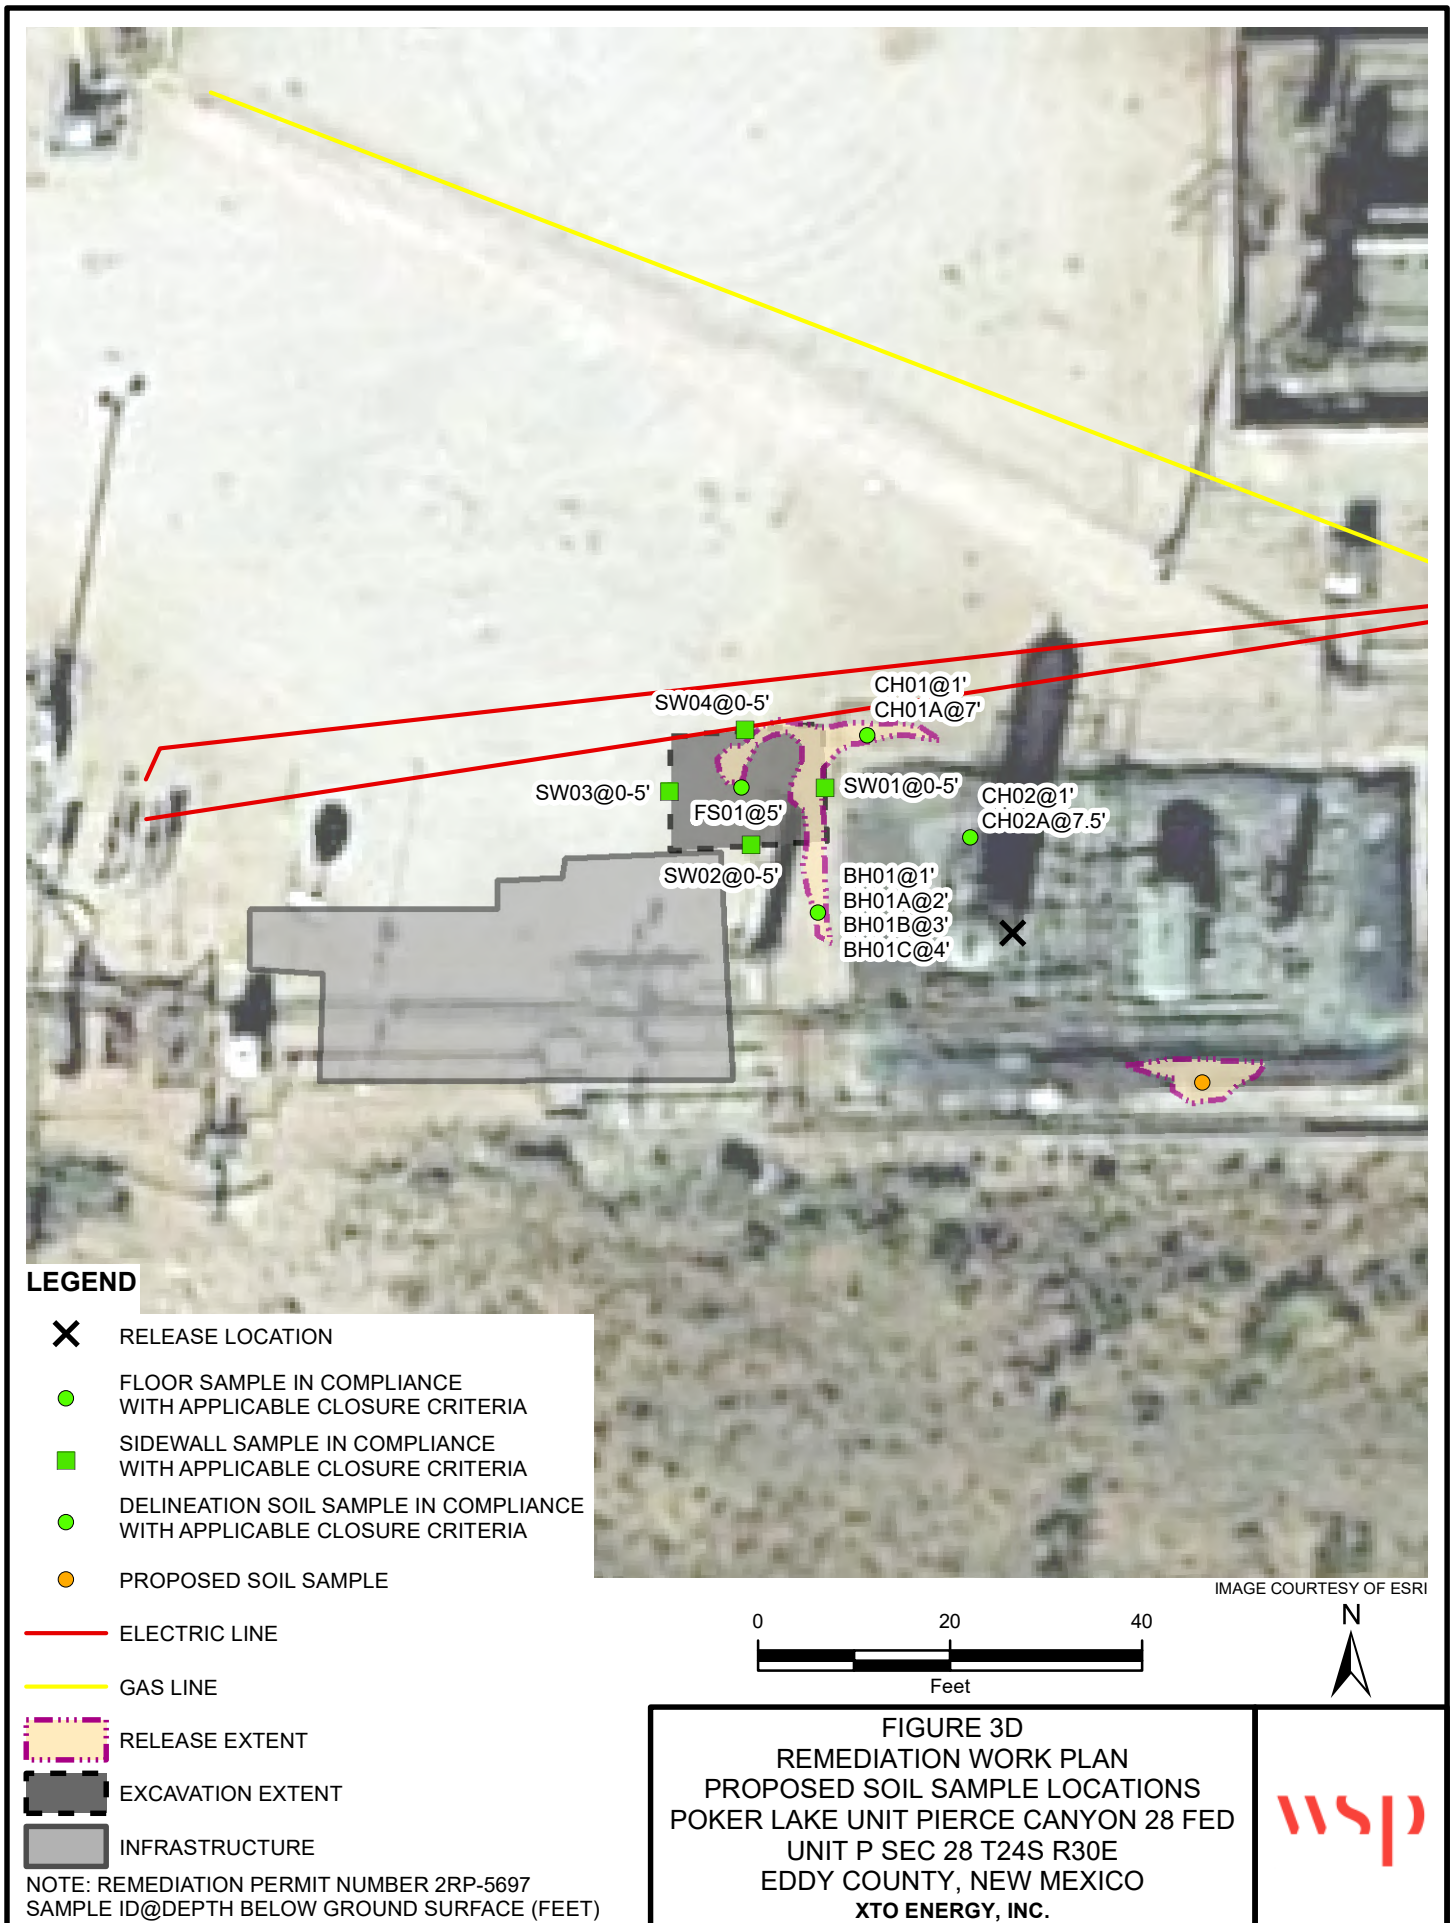 CH01@1'
CH01A@7'
SW04@0-5'
SW03@0-5'
SW01@0-5'
CH02@1'
CH02A@7.5'
FS01@5'
SW02@0-5'
BH01@1'
BH01A@2'
BH01B@3'
BH01C@4'
LEGEND
RELEASE LOCATION
FLOOR SAMPLE IN COMPLIANCE
WITH APPLICABLE CLOSURE CRITERIA
SIDEWALL SAMPLE IN COMPLIANCE
WITH APPLICABLE CLOSURE CRITERIA
DELINEATION SOIL SAMPLE IN COMPLIANCE
WITH APPLICABLE CLOSURE CRITERIA
PROPOSED SOIL SAMPLE
ELECTRIC LINE
GAS LINE
RELEASE EXTENT
EXCAVATION EXTENT
INFRASTRUCTURE
NOTE: REMEDIATION PERMIT NUMBER 2RP-5697
SAMPLE ID@DEPTH BELOW GROUND SURFACE (FEET)
IMAGE COURTESY OF ESRI
0 20 40
Feet
N
FIGURE 3D
REMEDIATION WORK PLAN
PROPOSED SOIL SAMPLE LOCATIONS
POKER LAKE UNIT PIERCE CANYON 28 FED
UNIT P SEC 28 T24S R30E
EDDY COUNTY, NEW MEXICO
XTO ENERGY, INC.
wsp